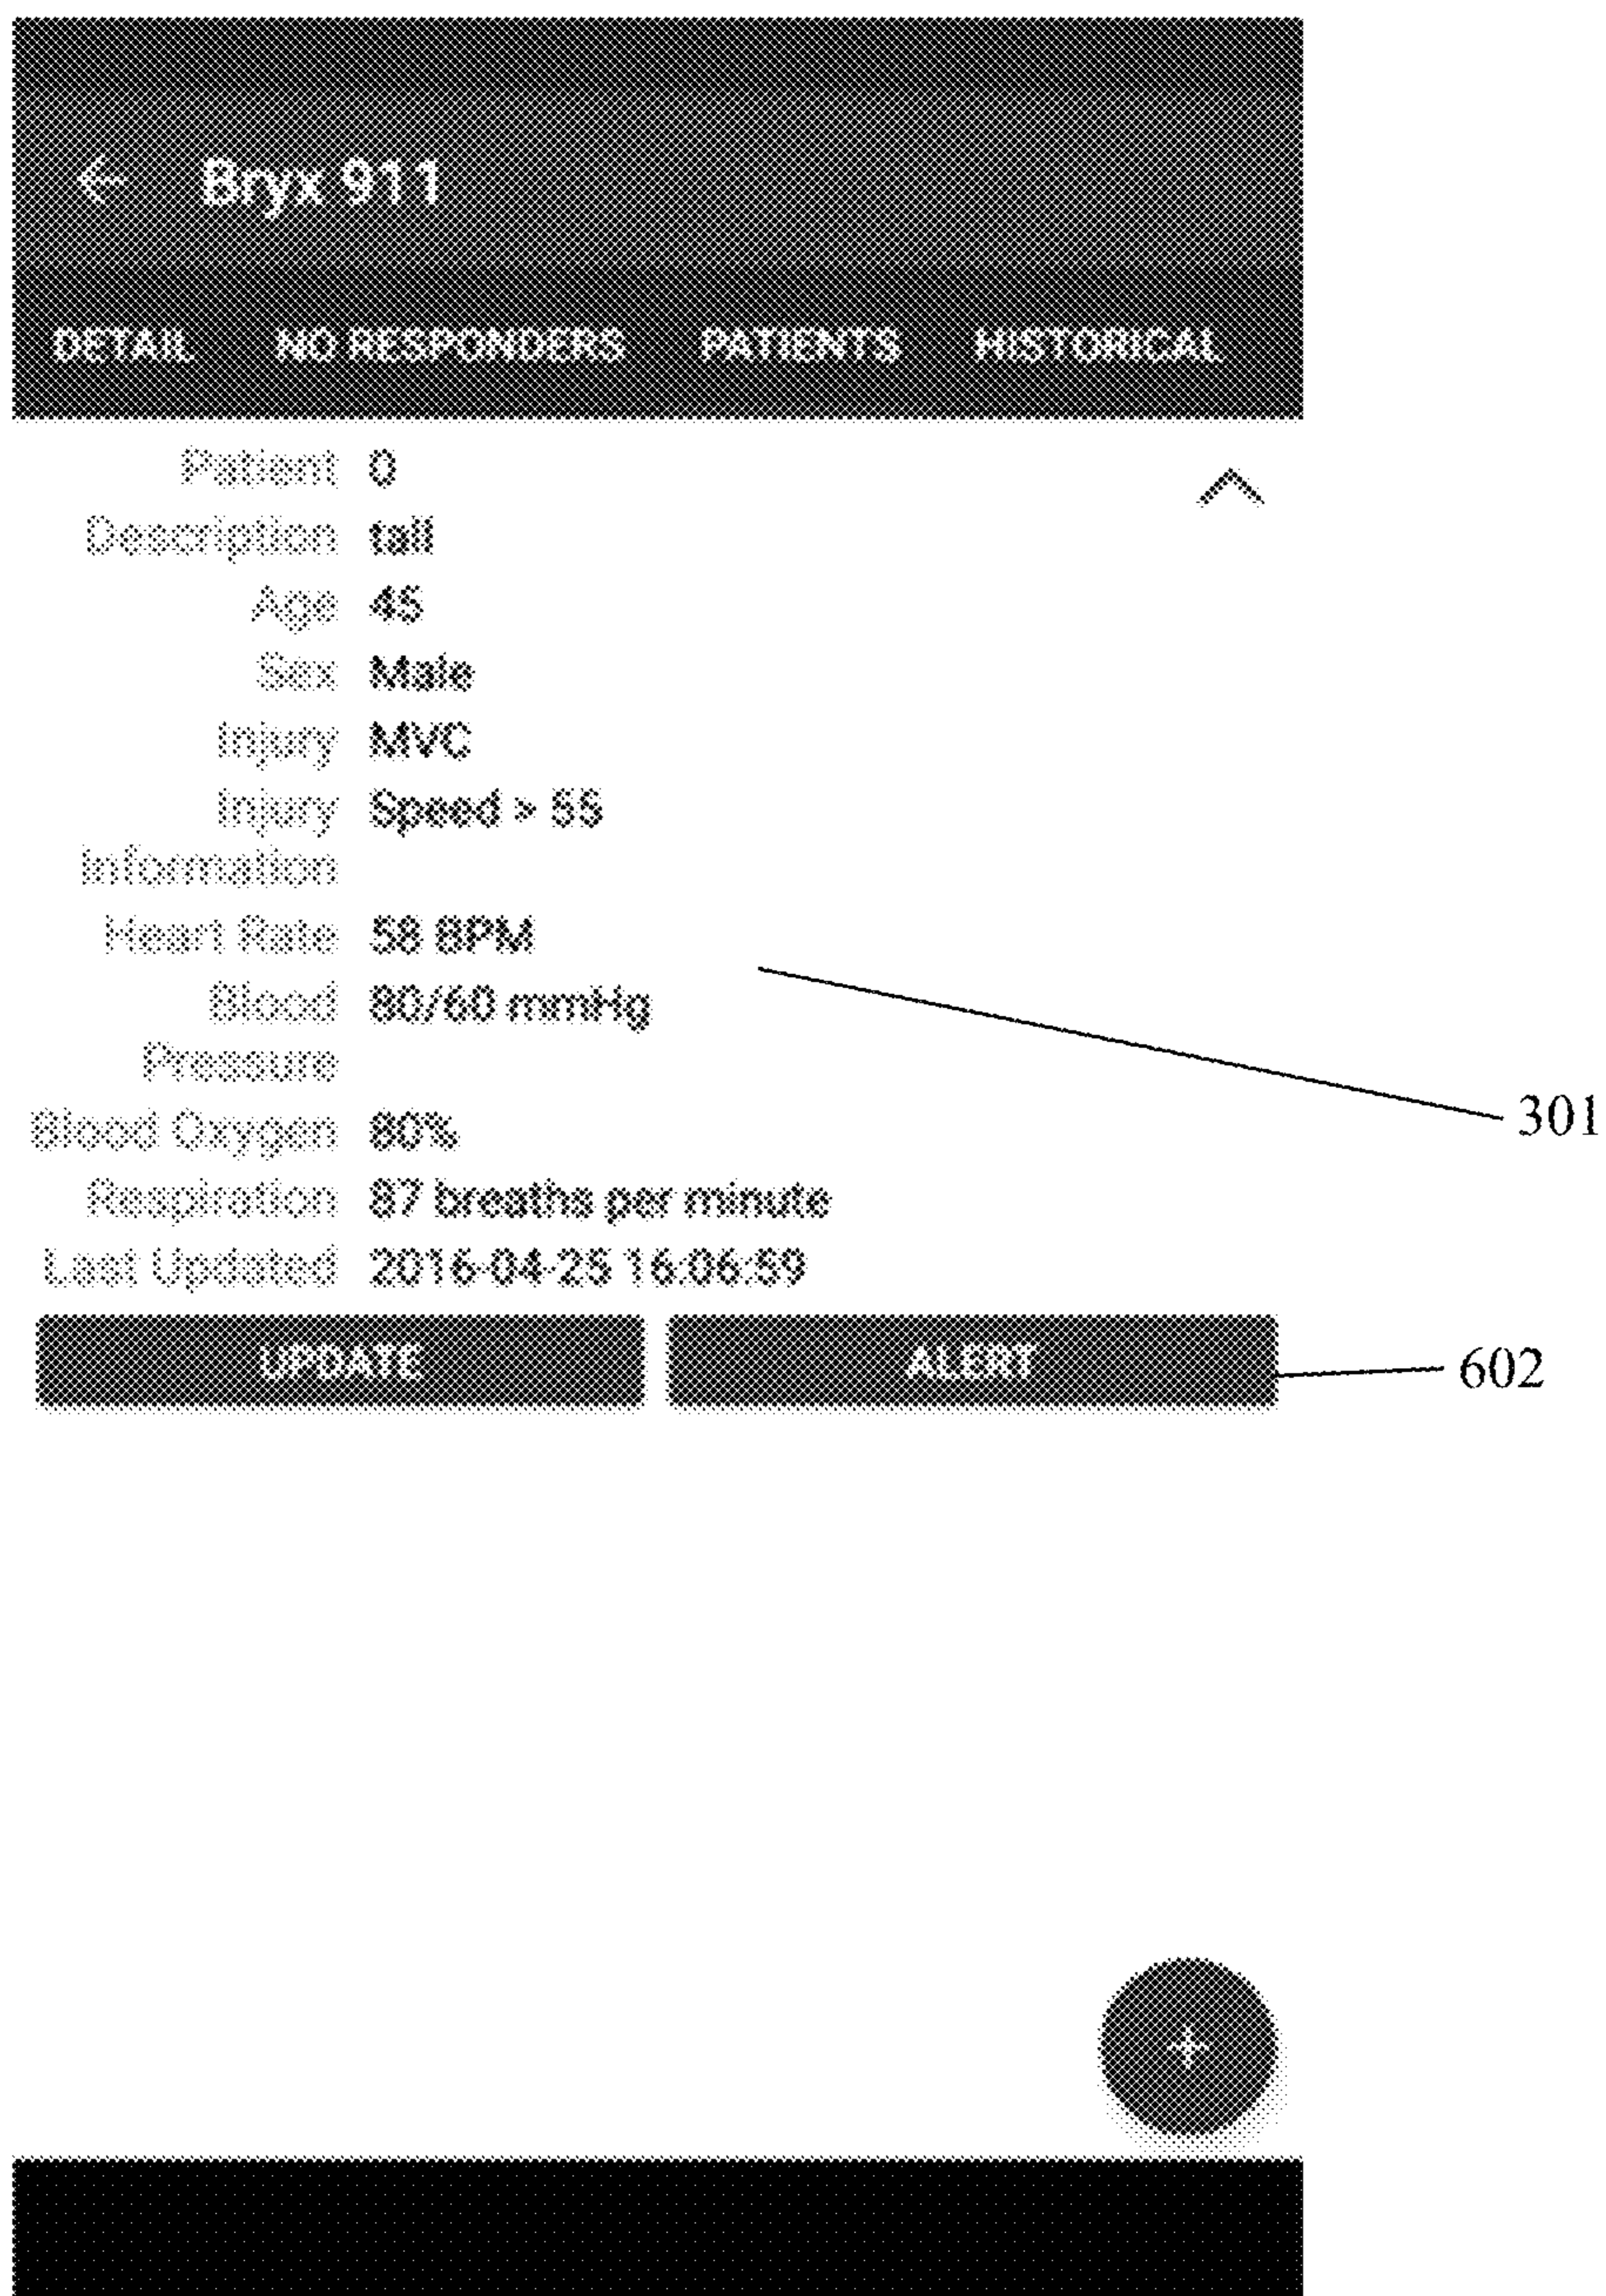 Bryx 911
DETAIL NO RESPONDERS PATIENTS HISTORICAL
Patient 0
Description tall
Age 45
Sex Male
Injury MVC
Injury Speed > 55
Information
Heart Rate 58 BPM
Blood 80/60 mmHg
Pressure
301
Blood Oxygen 80%
Respiration 87 breaths per minute
Last Updated 2016-04-25 16:06:59
UPDATE ALERT 602
+